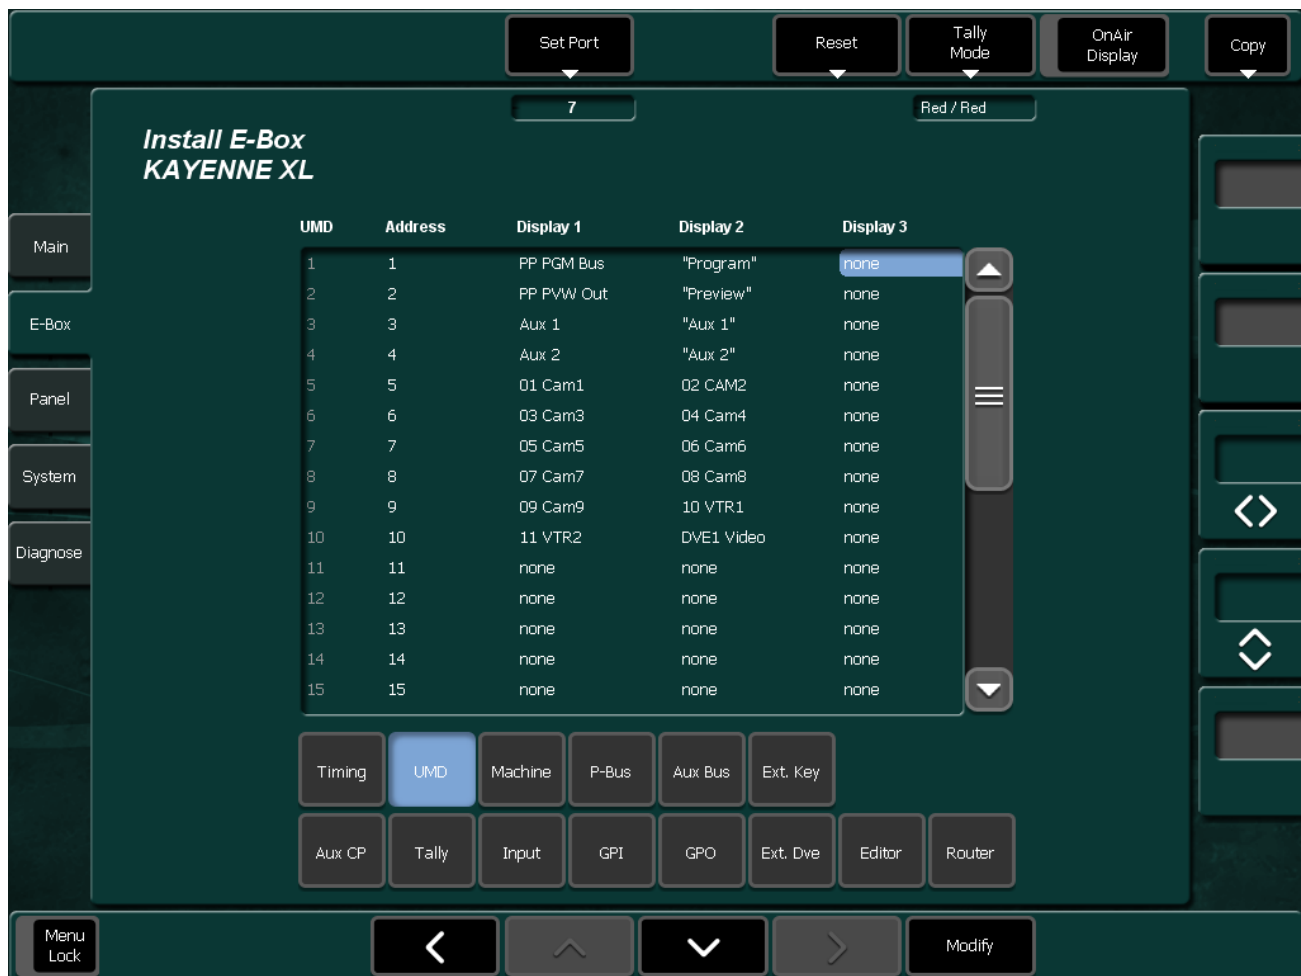 Set Port
Reset
Tally
Mode
OnAir
Display
Copy
7
Red / Red
Install E-Box
KAYENNE XL
UMD Address Display 1 Display 2 Display 3
1 1 PP PGM Bus "Program" none
2 2 PP PVW Out "Preview" none
3 3 Aux 1 "Aux 1" none
4 4 Aux 2 "Aux 2" none
5 5 01 Cam1 02 CAM2 none
6 6 03 Cam3 04 Cam4 none
7 7 05 Cam5 06 Cam6 none
8 8 07 Cam7 08 Cam8 none
9 9 09 Cam9 10 VTR1 none
10 10 11 VTR2 DVE1 Video none
11 11 none none none
12 12 none none none
13 13 none none none
14 14 none none none
15 15 none none none
Main
E-Box
Panel
System
Diagnose
Timing UMD Machine P-Bus Aux Bus Ext. Key
Aux CP Tally Input GPI GPO Ext. Dve Editor Router
Menu
Lock
Modify